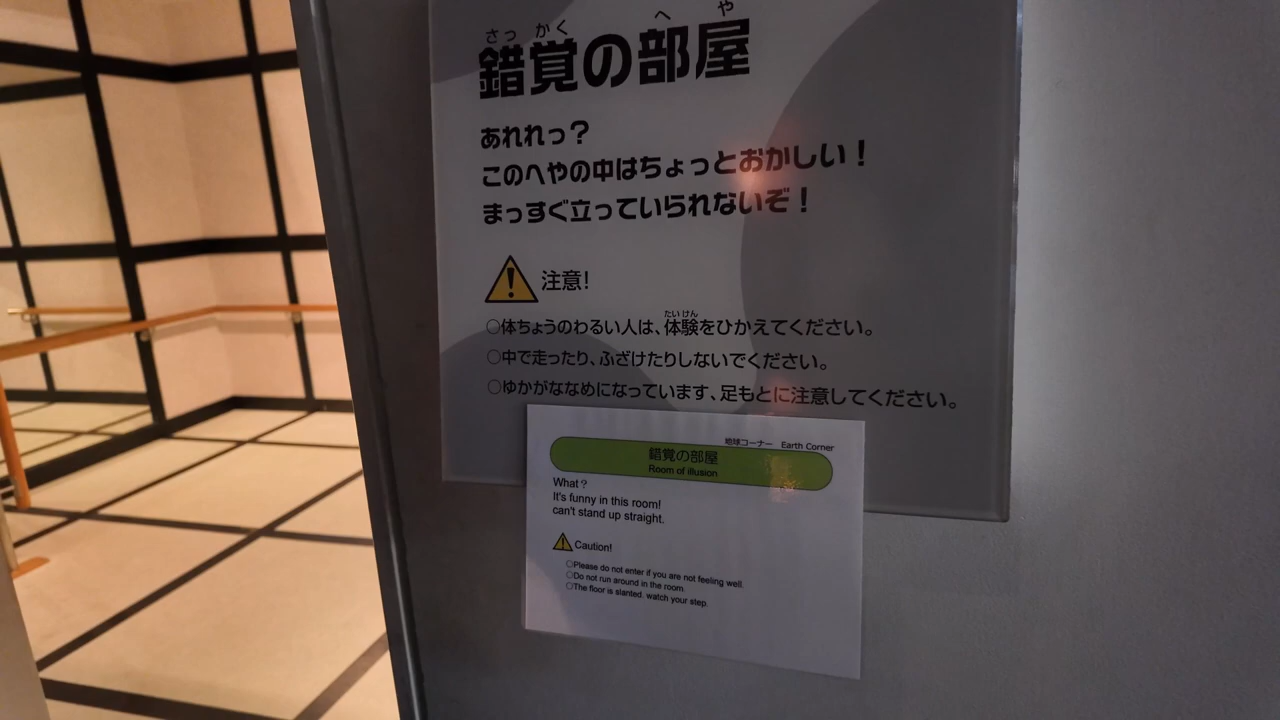 さっ かく へ や
錯覚の部屋
あれれっ？
このへやの中はちょっとおかしい！
まっすぐ立っていられないぞ！
注意!
たいけん
○体ちょうのわるい人は、体験をひかえてください。
○中で走ったり、ふざけたりしないでください。
○ゆかがななめになっています、足もとに注意してください。
地球コーナー Earth Corner
錯覚の部屋
Room of illusion
What？
It's funny in this room!
can't stand up straight.
Caution!
○Please do not enter if you are not feeling well.
○Do not run around in the room.
○The floor is slanted. watch your step.